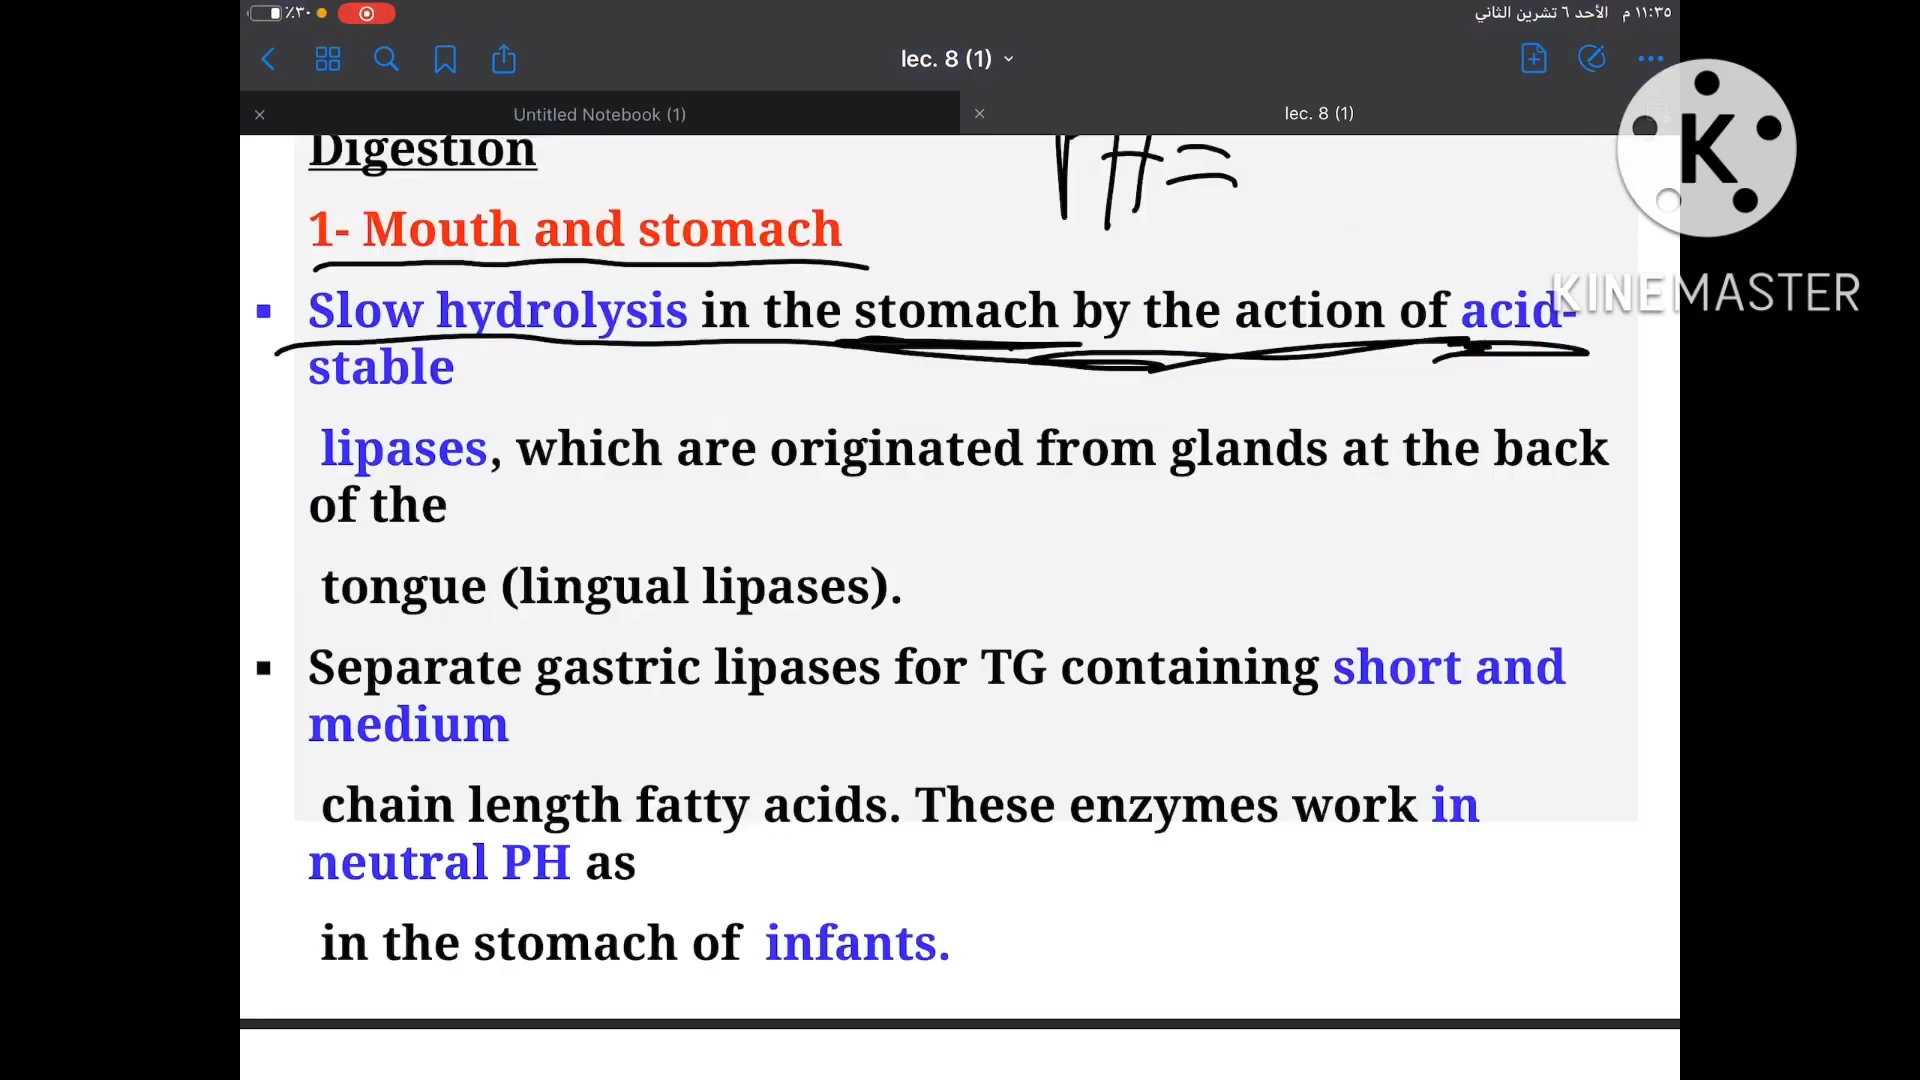 ٪٣٠
١١:٣٥ م الأحد ٦ تشرين الثاني
lec. 8 (1)
Untitled Notebook (1)
lec. 8 (1)
Digestion
PH=
1- Mouth and stomach
K
KINEMASTER
▪ Slow hydrolysis in the stomach by the action of acid-
stable
lipases, which are originated from glands at the back
of the
tongue (lingual lipases).
▪ Separate gastric lipases for TG containing short and
medium
chain length fatty acids. These enzymes work in
neutral PH as
in the stomach of infants.